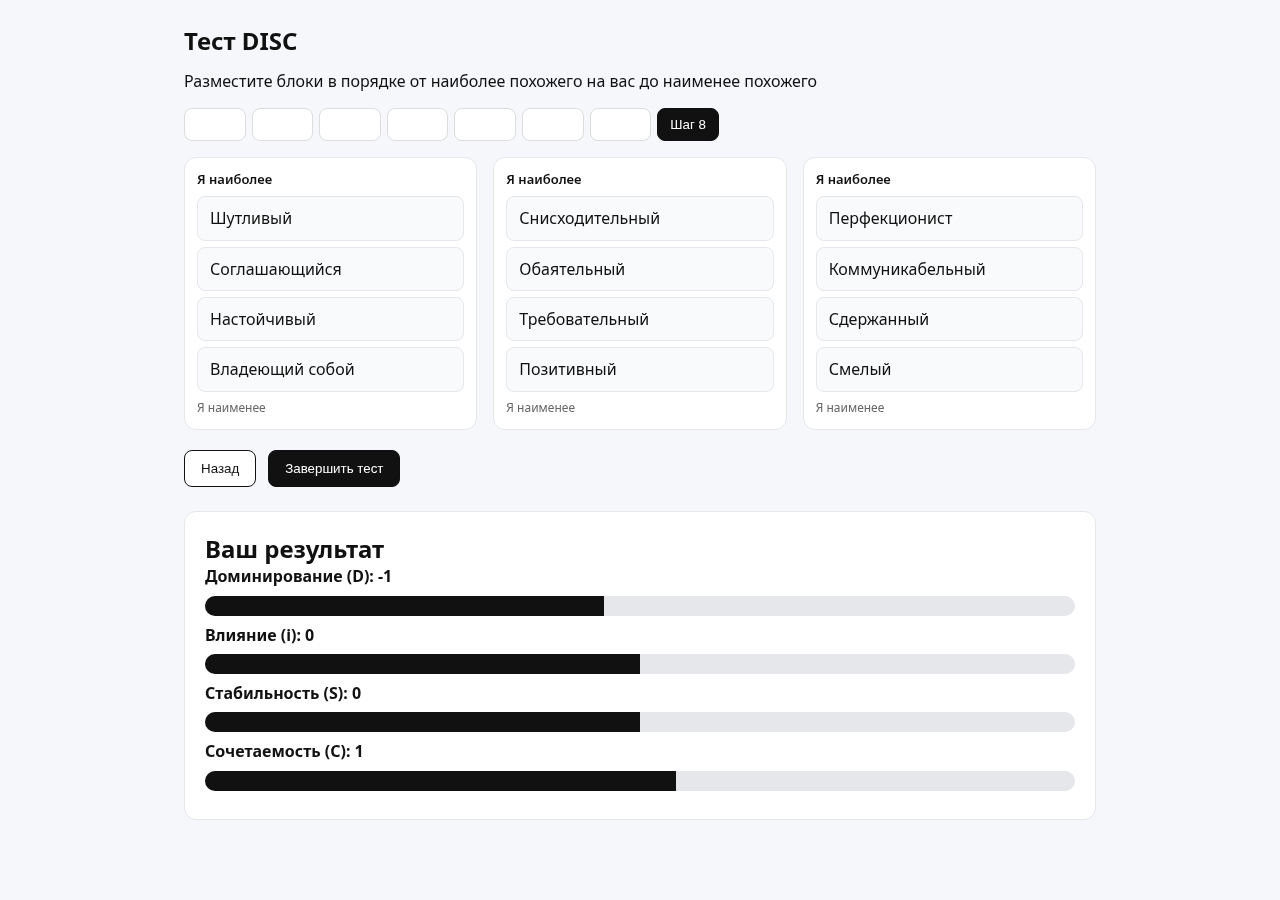 Тест DISC
Разместите блоки в порядке от наиболее похожего на вас до наименее похожего
Шаг 8
Я наиболее
Шутливый
Соглашающийся
Настойчивый
Владеющий собой
Я наименее
Я наиболее
Снисходительный
Обаятельный
Требовательный
Позитивный
Я наименее
Я наиболее
Перфекционист
Коммуникабельный
Сдержанный
Смелый
Я наименее
Назад
Завершить тест
Ваш результат
Доминирование (D): -1
Влияние (i): 0
Стабильность (S): 0
Сочетаемость (C): 1